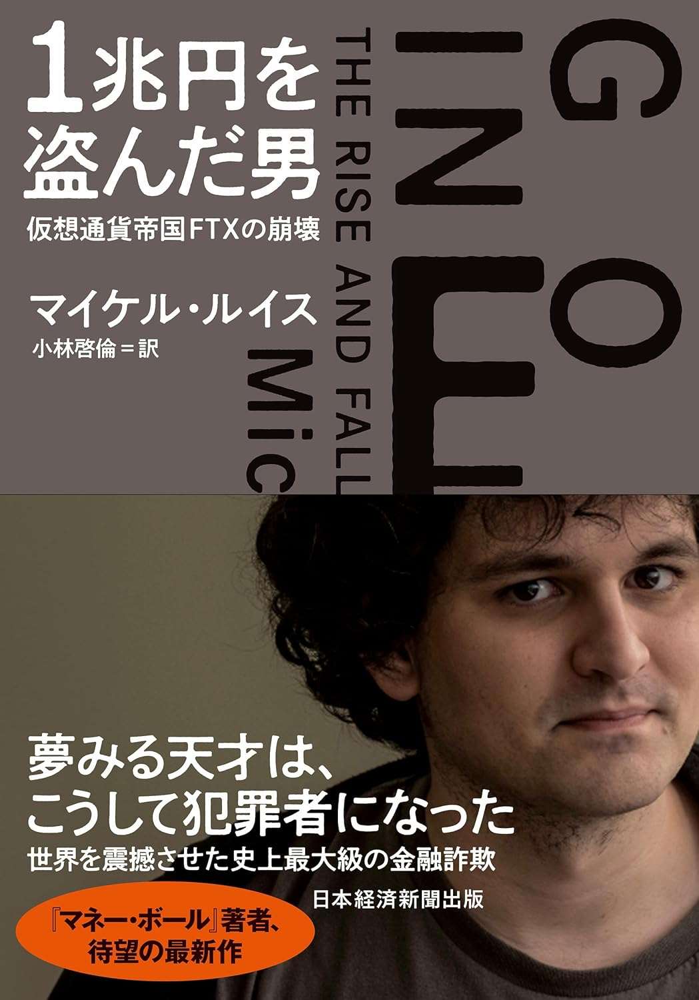 1兆円を
盗んだ男
仮想通貨帝国FTXの崩壊
マイケル・ルイス
小林啓倫=訳
GO
INF
THE RISE AND FALL
Mic
夢みる天才は、
こうして犯罪者になった
世界を震撼させた史上最大級の金融詐欺
日本経済新聞出版
『マネー・ボール』著者、
待望の最新作